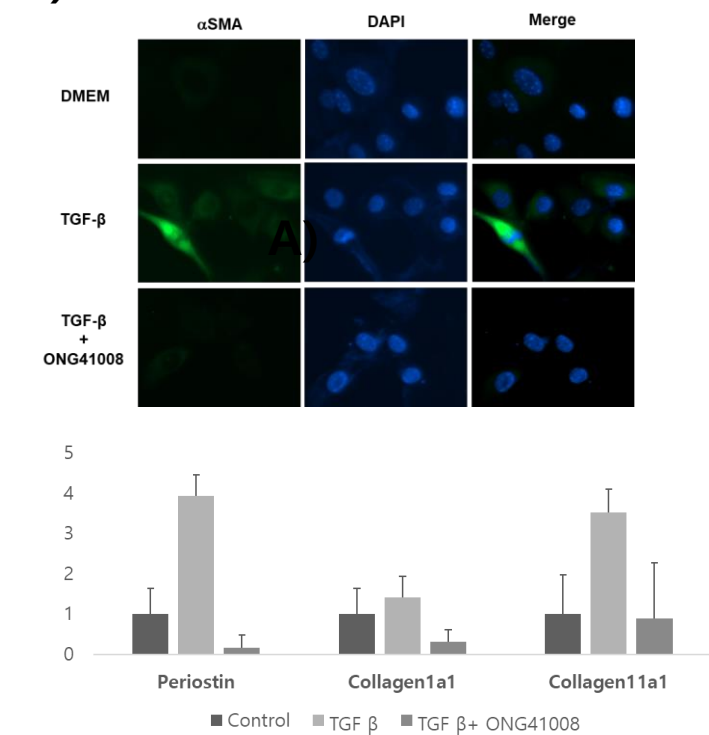 αSMA DAPI Merge
DMEM
TGF-β
A)
TGF-β
+
ONG41008
5
4
3
2
1
0
Periostin Collagen1a1 Collagen11a1
Control TGF β TGF β+ ONG41008